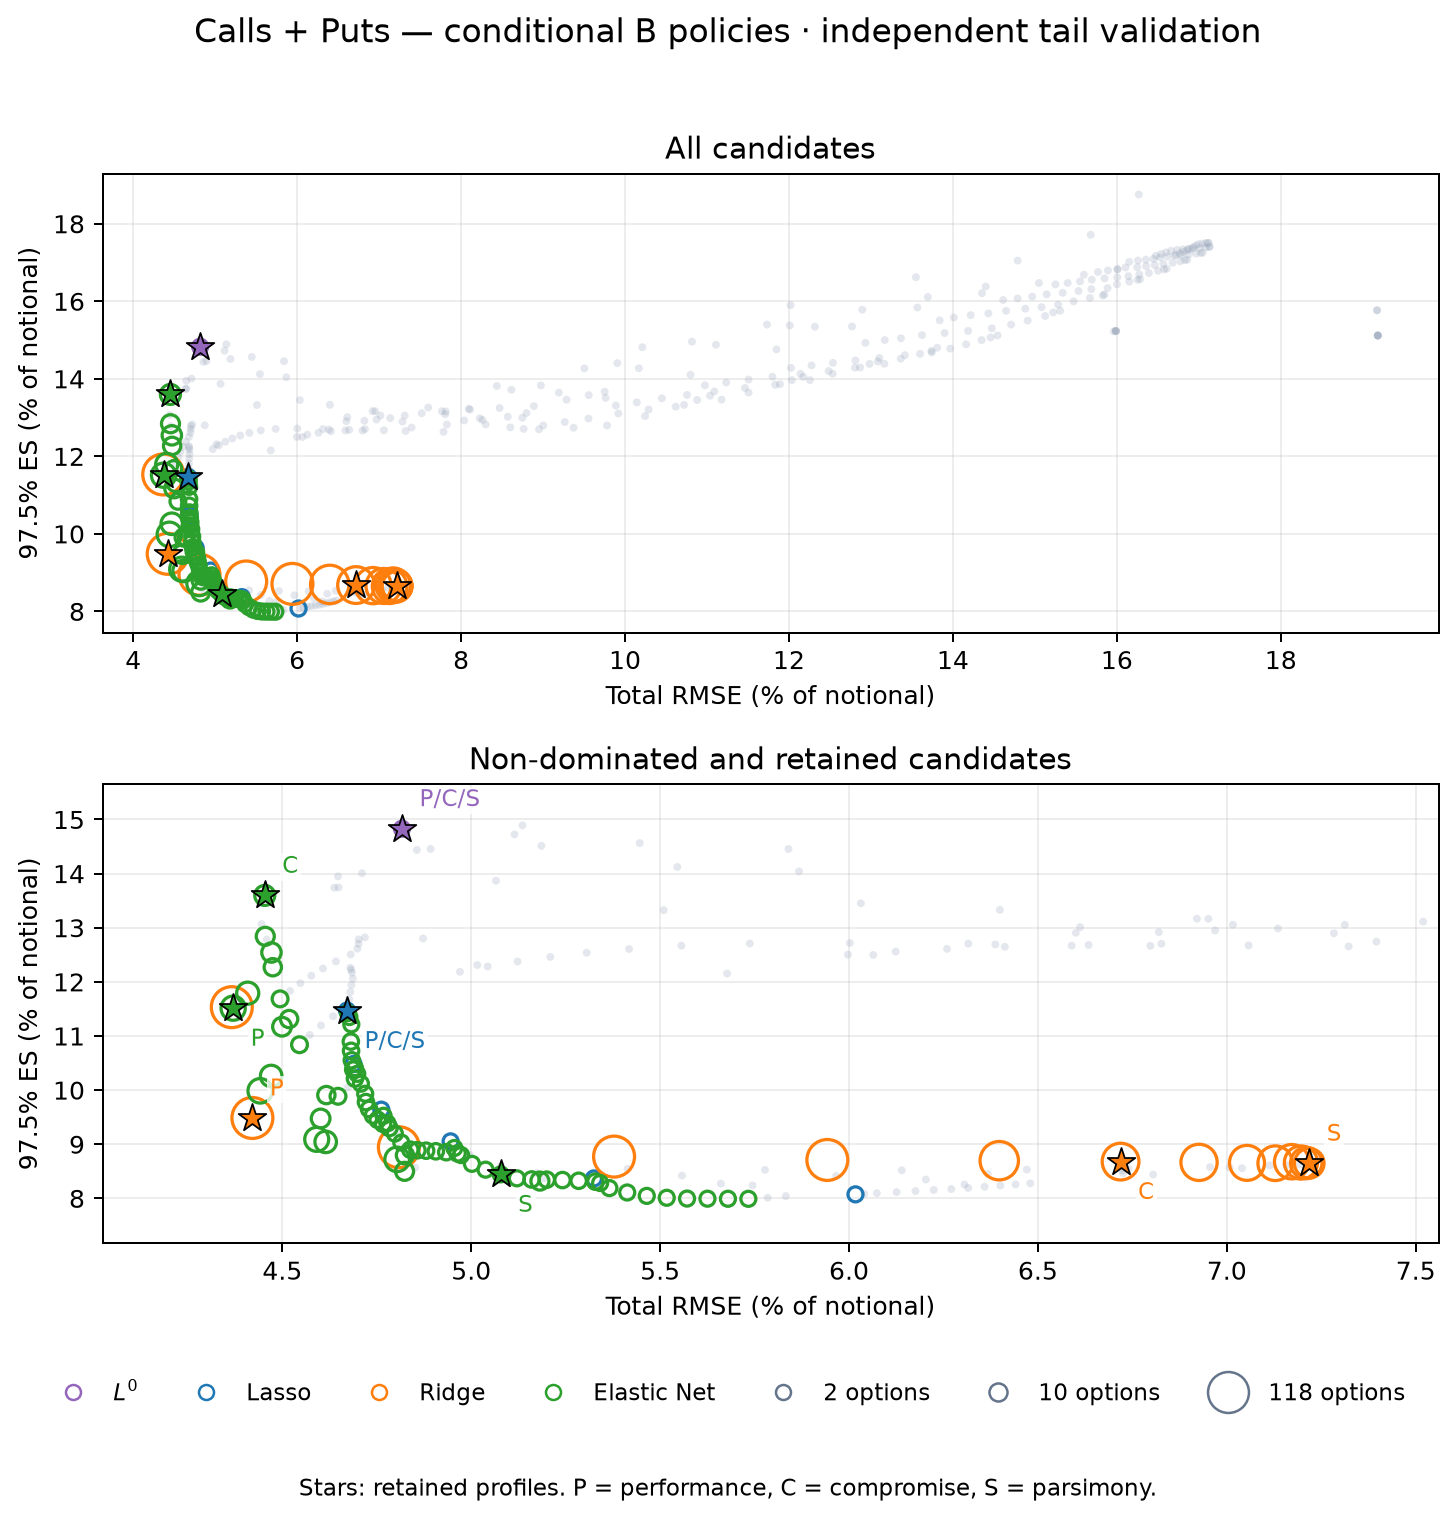 Calls + Puts — conditional B policies · independent tail validation
All candidates
97.5% ES (% of notional)
18
16
14
12
10
8
4 6 8 10 12 14 16 18
Total RMSE (% of notional)
Non-dominated and retained candidates
97.5% ES (% of notional)
15
14
13
12
11
10
9
8
P/C/S
C
P
P/C/S
P
S
C
S
4.5 5.0 5.5 6.0 6.5 7.0 7.5
Total RMSE (% of notional)
L⁰ Lasso Ridge Elastic Net 2 options 10 options 118 options
Stars: retained profiles. P = performance, C = compromise, S = parsimony.